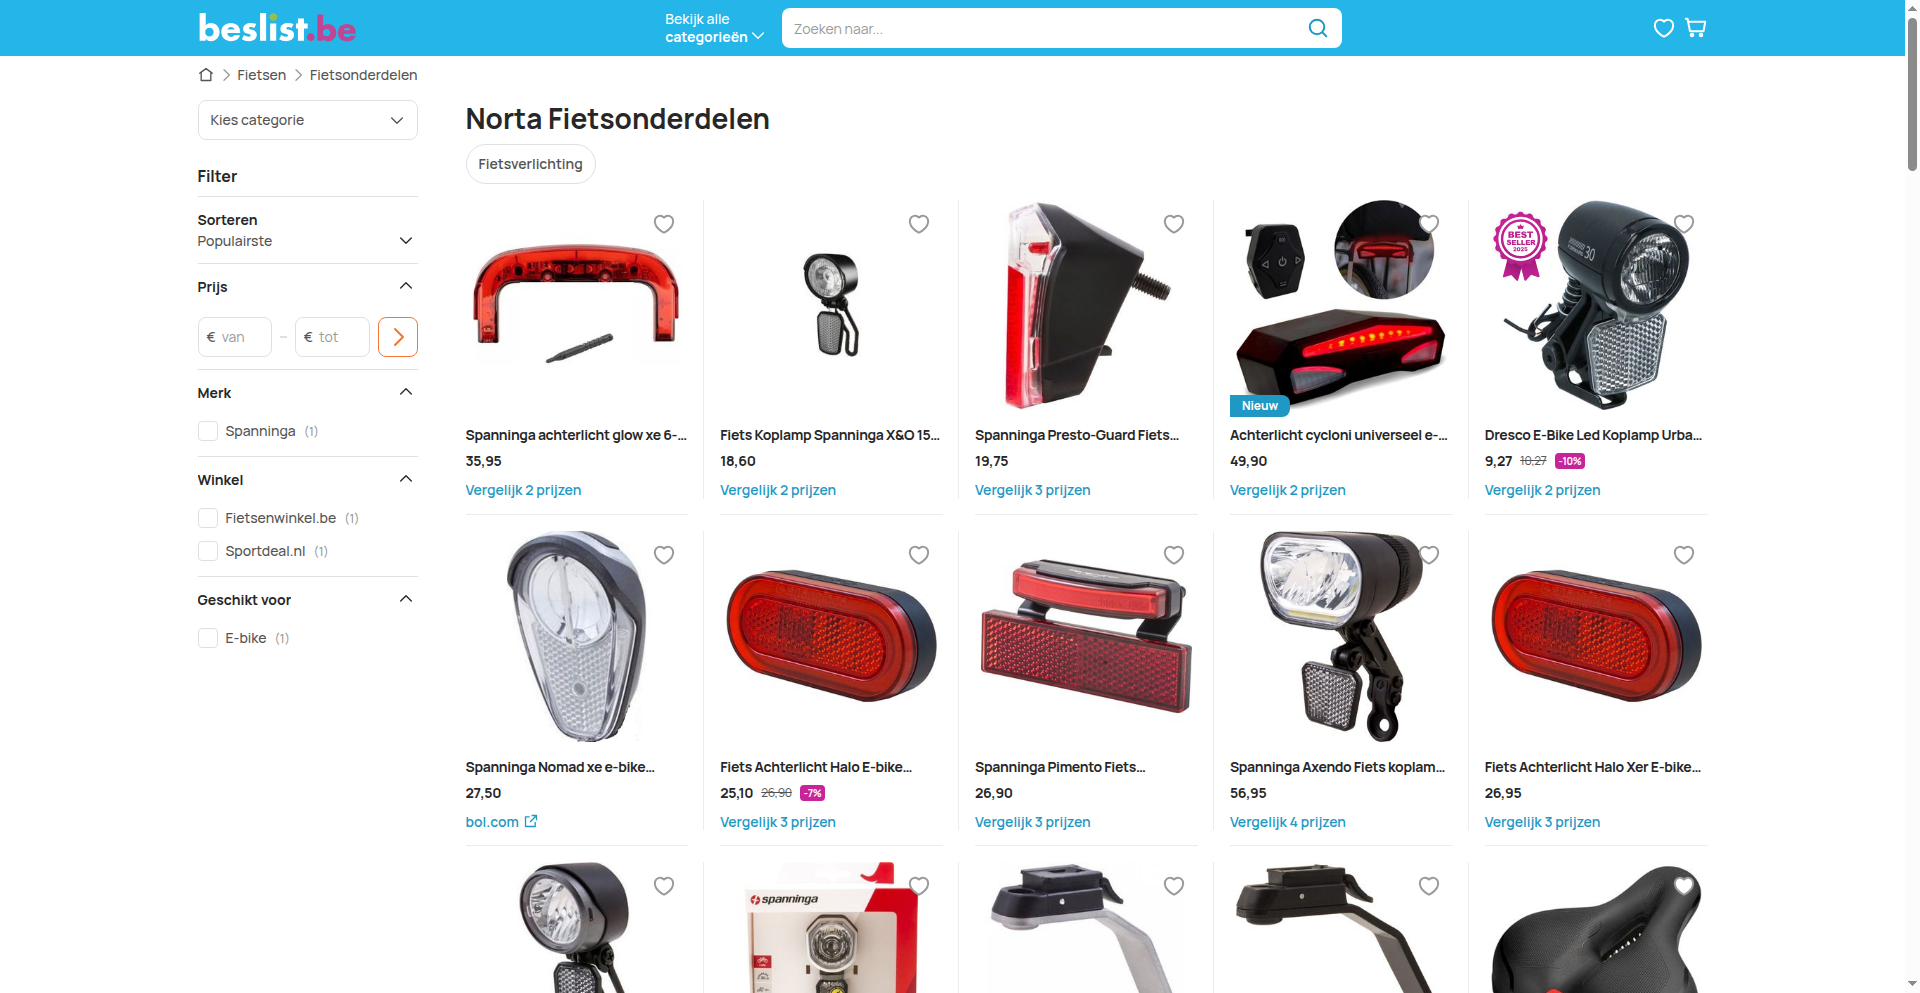 beslist.be
Bekijk alle
categorieën
Zoeken naar...
Fietsen
Fietsonderdelen
Kies categorie
Norta Fietsonderdelen
Fietsverlichting
Filter
Sorteren
Populairste
Prijs
€ van
–
€ tot
Merk
Spanninga (1)
Winkel
Fietsenwinkel.be (1)
Sportdeal.nl (1)
Geschikt voor
E-bike (1)
Spanninga achterlicht glow xe 6-...
35,95
Vergelijk 2 prijzen
Fiets Koplamp Spanninga X&O 15...
18,60
Vergelijk 2 prijzen
Spanninga Presto-Guard Fiets...
19,75
Vergelijk 3 prijzen
Nieuw
Achterlicht cycloni universeel e-...
49,90
Vergelijk 2 prijzen
BEST
SELLER
2025
30
Dresco E-Bike Led Koplamp Urba...
9,27 10,27 -10%
Vergelijk 2 prijzen
Spanninga Nomad xe e-bike...
27,50
bol.com
Fiets Achterlicht Halo E-bike...
25,10 26,90 -7%
Vergelijk 3 prijzen
Spanninga Pimento Fiets...
26,90
Vergelijk 3 prijzen
Spanninga Axendo Fiets koplam...
56,95
Vergelijk 4 prijzen
Fiets Achterlicht Halo Xer E-bike...
26,95
Vergelijk 3 prijzen
spanninga